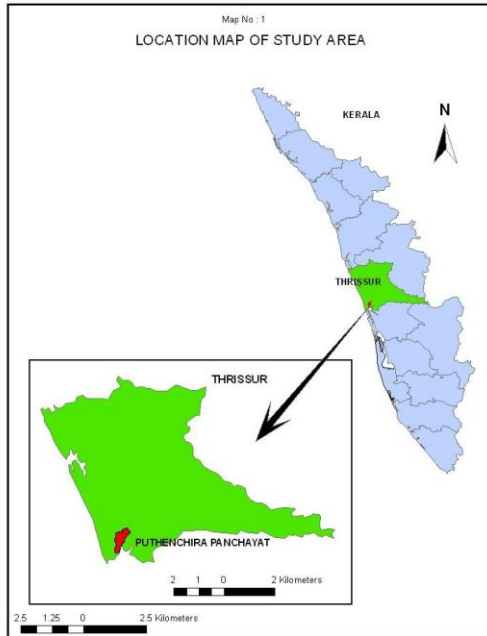 Map No : 1
LOCATION MAP OF STUDY AREA
KERALA
N
THRISSUR
THRISSUR
PUTHENCHIRA PANCHAYAT
2 1 0 2 Kilometers
2.5 1.25 0 2.5 Kilometers